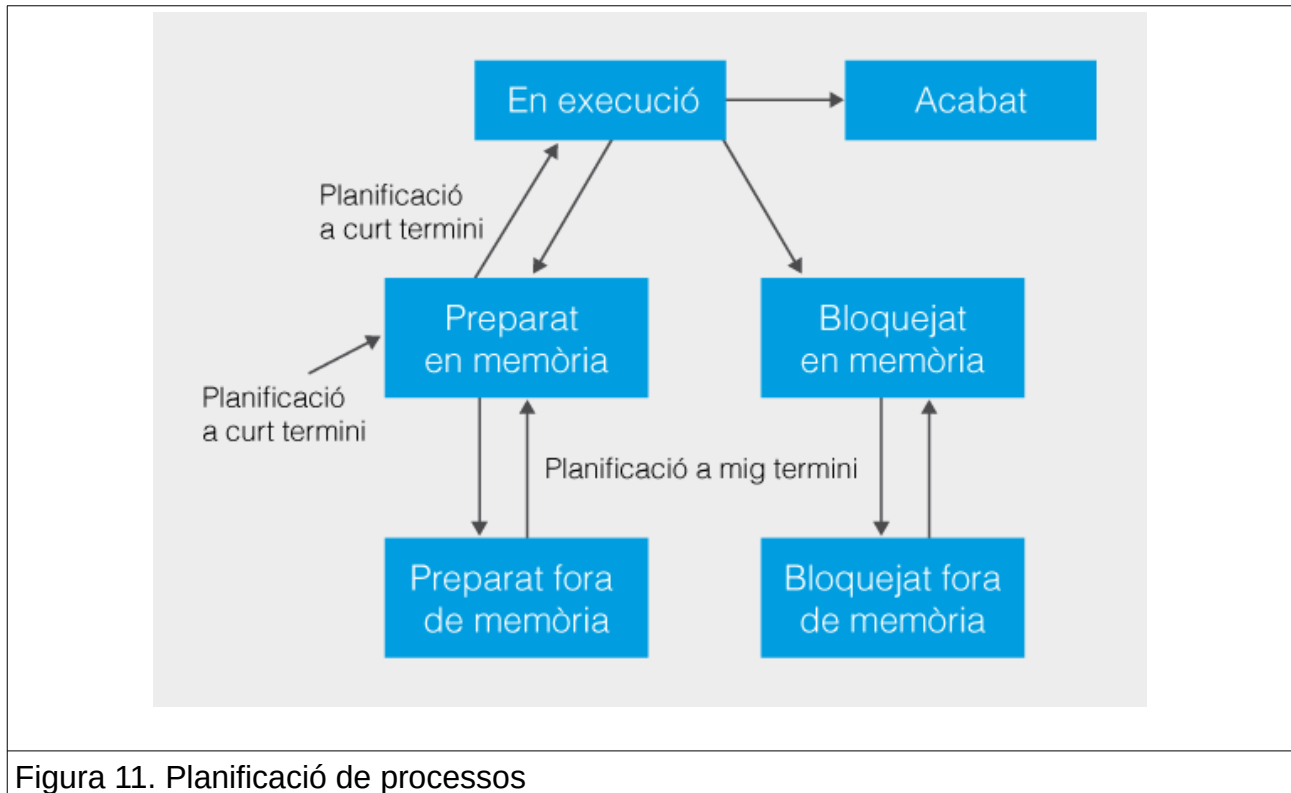 En execució
Acabat
Planificació
a curt termini
Preparat
en memòria
Bloquejat
en memòria
Planificació
a curt termini
Planificació a mig termini
Preparat fora
de memòria
Bloquejat fora
de memòria
Figura 11. Planificació de processos